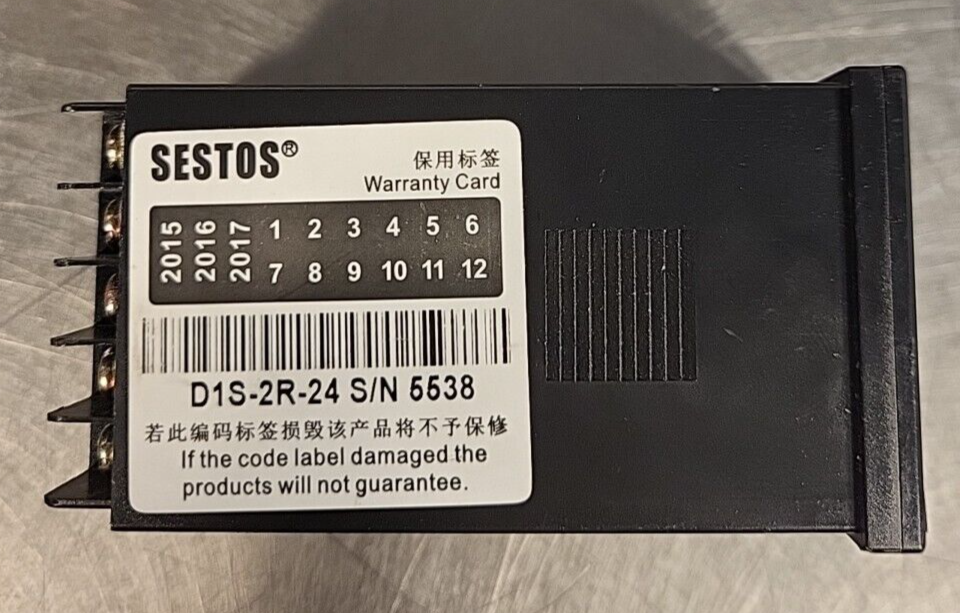 SESTOS®
保用标签
Warranty Card
2015 2016 2017 1 2 3 4 5 6
7 8 9 10 11 12
D1S-2R-24 S/N 5538
若此编码标签损毁该产品将不予保修
If the code label damaged the
products will not guarantee.